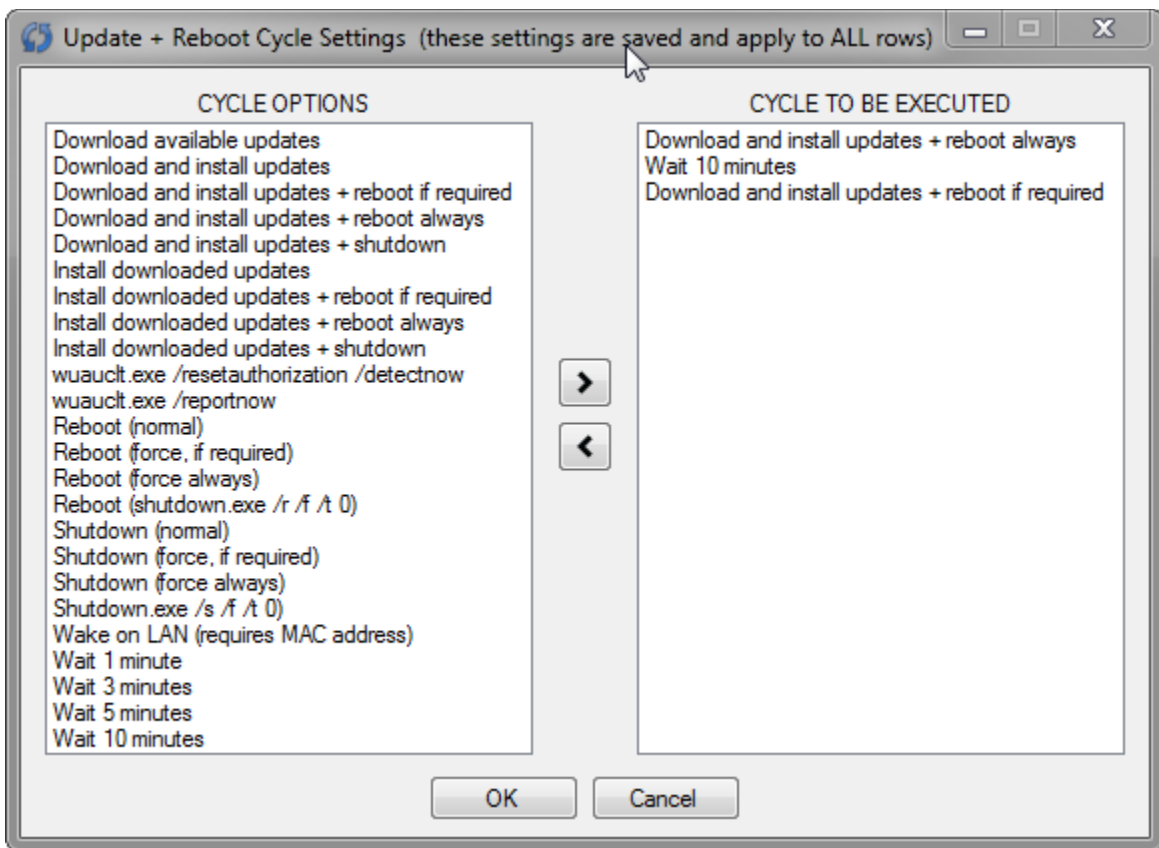 Update + Reboot Cycle Settings (these settings are saved and apply to ALL rows)
CYCLE OPTIONS
Download available updates
Download and install updates
Download and install updates + reboot if required
Download and install updates + reboot always
Download and install updates + shutdown
Install downloaded updates
Install downloaded updates + reboot if required
Install downloaded updates + reboot always
Install downloaded updates + shutdown
wuauclt.exe /resetauthorization /detectnow
wuauclt.exe /reportnow
Reboot (normal)
Reboot (force, if required)
Reboot (force always)
Reboot (shutdown.exe /r /f /t 0)
Shutdown (normal)
Shutdown (force, if required)
Shutdown (force always)
Shutdown.exe /s /f /t 0)
Wake on LAN (requires MAC address)
Wait 1 minute
Wait 3 minutes
Wait 5 minutes
Wait 10 minutes
CYCLE TO BE EXECUTED
Download and install updates + reboot always
Wait 10 minutes
Download and install updates + reboot if required
OK
Cancel